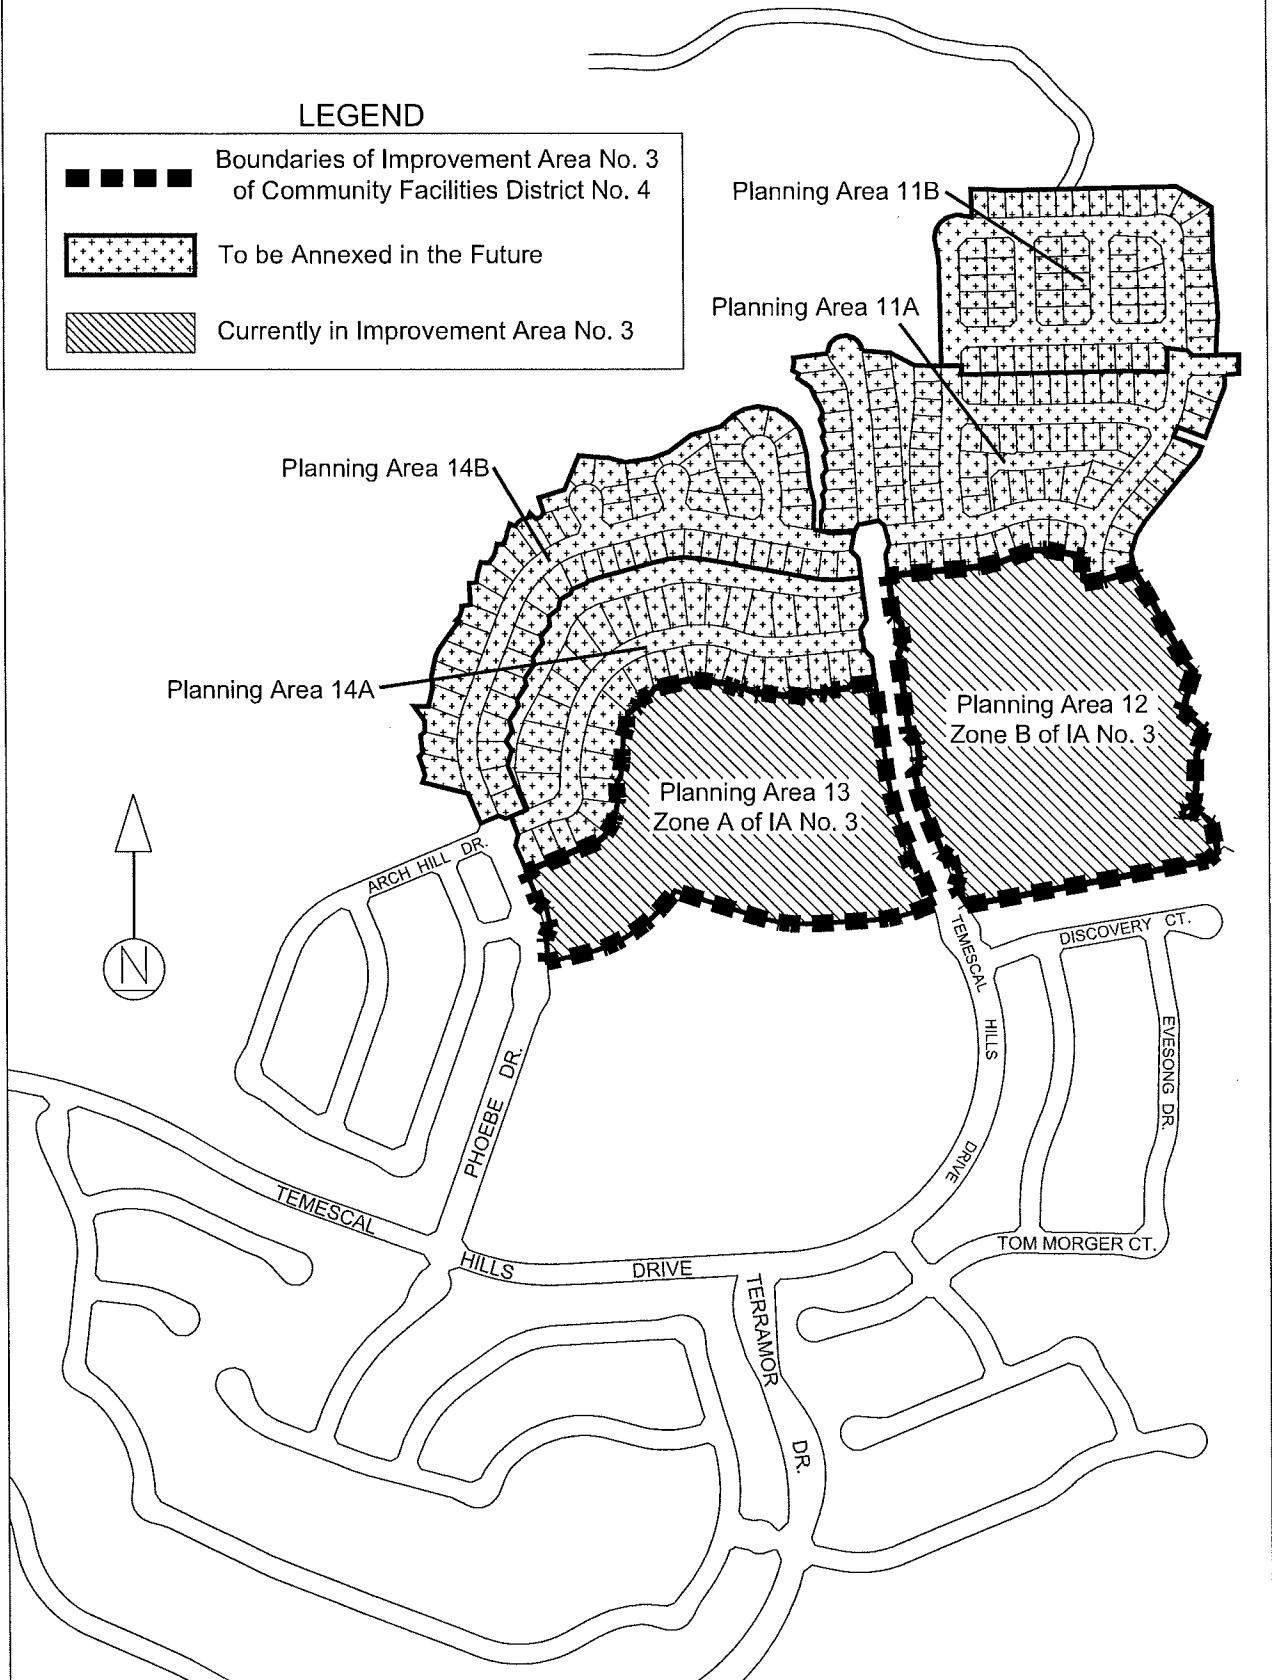 LEGEND
Boundaries of Improvement Area No. 3
of Community Facilities District No. 4
To be Annexed in the Future
Currently in Improvement Area No. 3
Planning Area 11B
Planning Area 11A
Planning Area 14B
Planning Area 14A
Planning Area 12
Zone B of IA No. 3
Planning Area 13
Zone A of IA No. 3
ARCH HILL DR.
N
TEMESCAL
HILLS
DRIVE
DISCOVERY CT.
EVESONG DR.
PHOEBE DR.
TOM MORGER CT.
TEMESCAL
HILLS
DRIVE
TERRAMOR
DR.